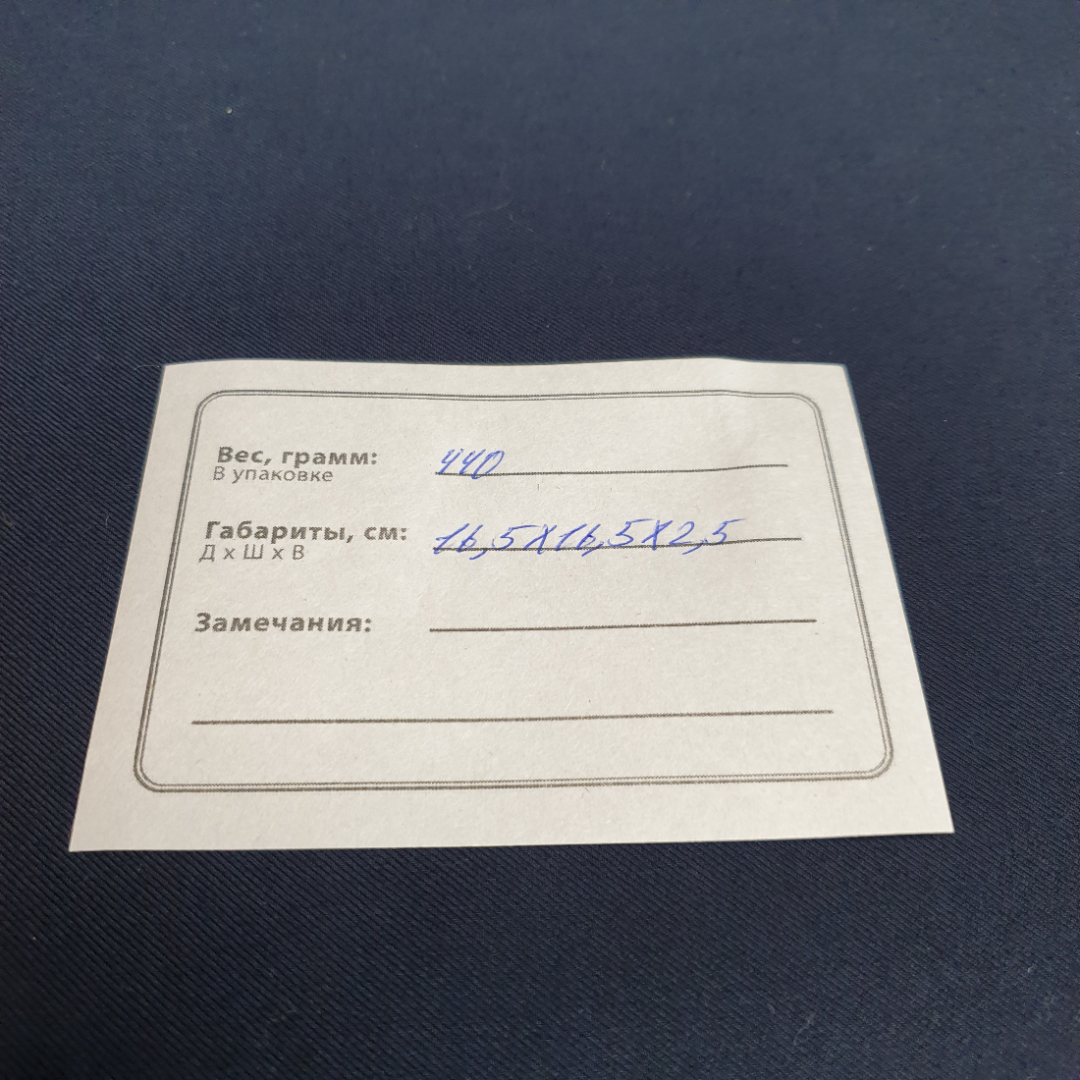 Вес, грамм: 440
В упаковке
Габариты, см: 16,5х16,5х2,5
Д х Ш х В
Замечания: